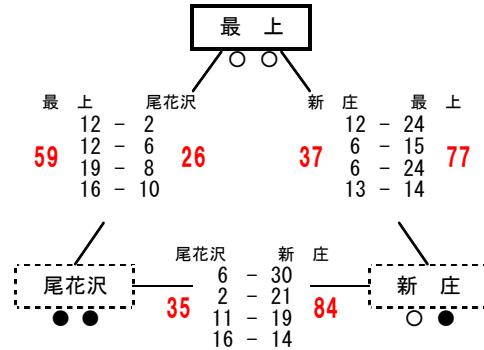 最 上
○ ○
最 上 尾花沢 新 庄 最 上
12 - 2 12 - 24
12 - 6 6 - 15
59 26 37 77
19 - 8 6 - 24
16 - 10 13 - 14
尾花沢 新 庄
尾花沢 6 - 30 新 庄
2 - 21
35 84
●● 11 - 19 ○ ●
16 - 14